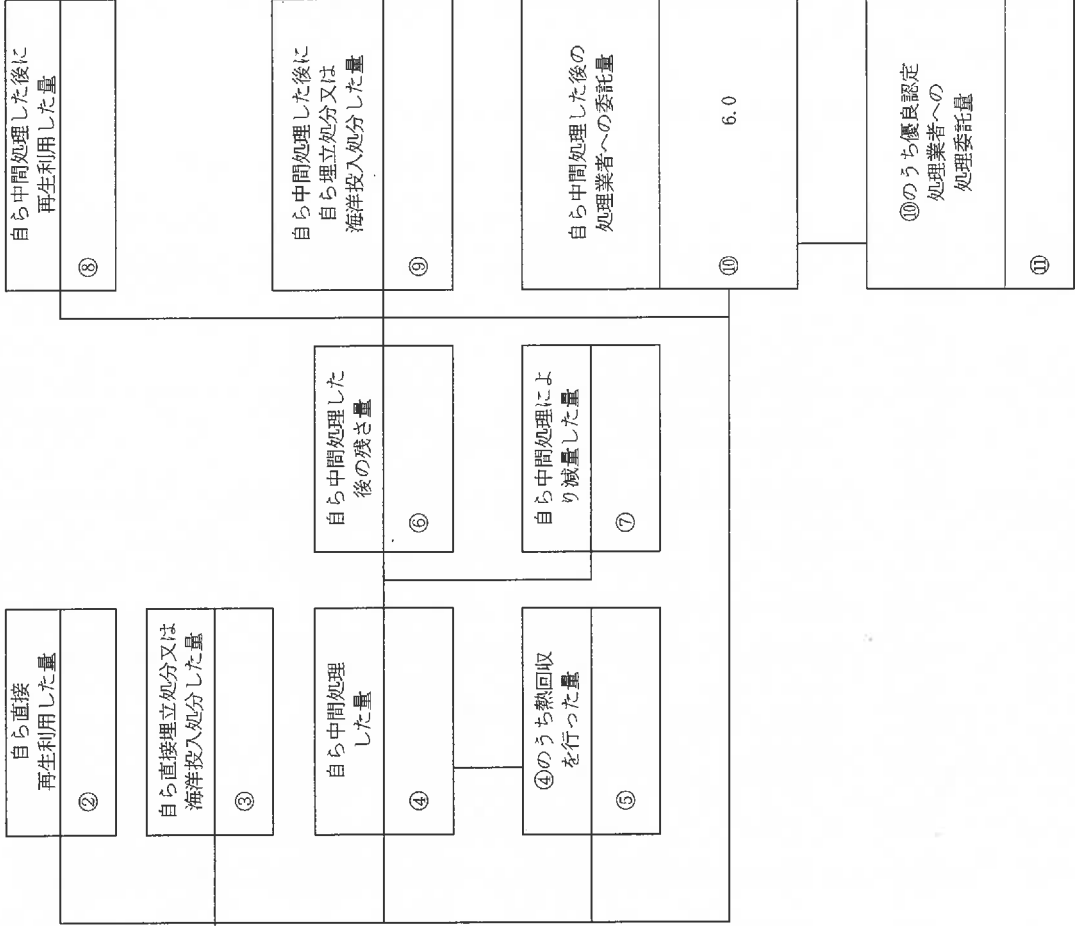 自ら直接
再生利用した量
②
自ら直接埋立処分又は
海洋投入処分した量
③
自ら中間処理
した量
④
④のうち熱回収
を行った量
⑤
自ら中間処理した
後の残さ量
⑥
自ら中間処理によ
り減量した量
⑦
自ら中間処理した後に
再生利用した量
⑧
自ら中間処理した後に
自ら埋立処分又は
海洋投入処分した量
⑨
自ら中間処理した後の
処理業者への委託量
⑩
6.0
⑩のうち優良認定
処理業者への
処理委託量
⑪